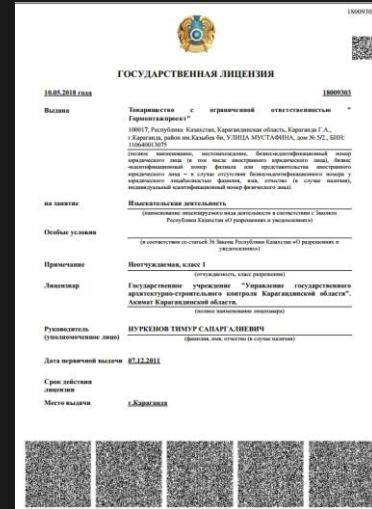 18009303
ГОСУДАРСТВЕННАЯ ЛИЦЕНЗИЯ
10.05.2018 года 18009303
Выдана Товарищество с ограниченной ответственностью "
Гормонтажпроект"
100017, Республика Казахстан, Карагандинская область, Караганда Г.А.,
г.Караганда, район им.Казыбек би, УЛИЦА МУСТАФИНА, дом № 5/2., БИН:
110640013075
(полное наименование, местонахождение, бизнес-идентификационный номер
юридического лица (в том числе иностранного юридического лица), бизнес
-идентификационный номер филиала или представительства иностранного
юридического лица – в случае отсутствия бизнес-идентификационного номера у
юридического лица/полностью фамилия, имя, отчество (в случае наличия),
индивидуальный идентификационный номер физического лица)
на занятие Изыскательская деятельность
(наименование лицензируемого вида деятельности в соответствии с Законом
Республики Казахстан «О разрешениях и уведомлениях»)
Особые условия
(в соответствии со статьей 36 Закона Республики Казахстан «О разрешениях и
уведомлениях»)
Примечание Неотчуждаемая, класс 1
(отчуждаемость, класс разрешения)
Лицензиар Государственное учреждение "Управление государственного
архитектурно-строительного контроля Карагандинской области".
Акимат Карагандинской области.
(полное наименование лицензиара)
Руководитель НУРКЕНОВ ТИМУР САПАРГАЛИЕВИЧ
(уполномоченное лицо) (фамилия, имя, отчество (в случае наличия)
Дата первичной выдачи 07.12.2011
Срок действия
лицензии
Место выдачи г.Караганда